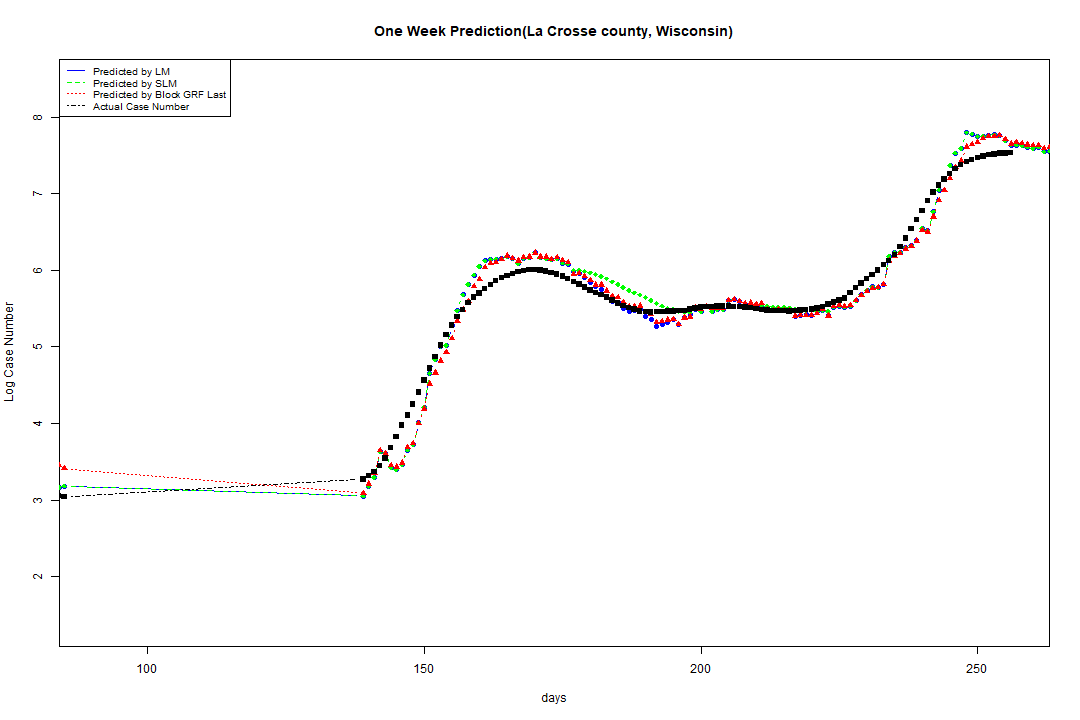 One Week Prediction(La Crosse county, Wisconsin)
Predicted by LM
Predicted by SLM
Predicted by Block GRF Last
Actual Case Number
8
7
6
5
4
3
2
Log Case Number
100 150 200 250
days